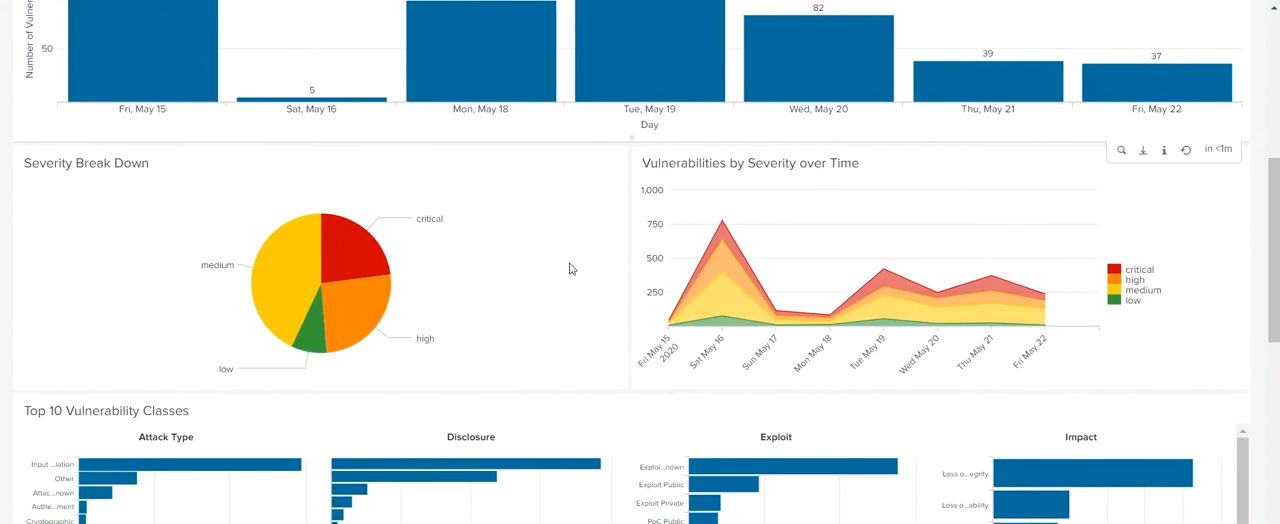 Number of Vulner
50
82
39
37
5
Fri, May 15
Sat, May 16
Mon, May 18
Tue, May 19
Wed, May 20
Thu, May 21
Fri, May 22
Day
Severity Break Down
critical
medium
high
low
Vulnerabilities by Severity over Time
in <1m
1,000
750
500
250
critical
high
medium
low
Fri May 15
2020
Sat May 16
Sun May 17
Mon May 18
Tue May 19
Wed May 20
Thu May 21
Fri May 22
Top 10 Vulnerability Classes
Attack Type
Input ...lation
Other
Attac...nown
Authe...ment
Cryptographic
Disclosure
Exploit
Exploi...nown
Exploit Public
Exploit Private
PoC Public
Impact
Loss o...egrity
Loss o...ability